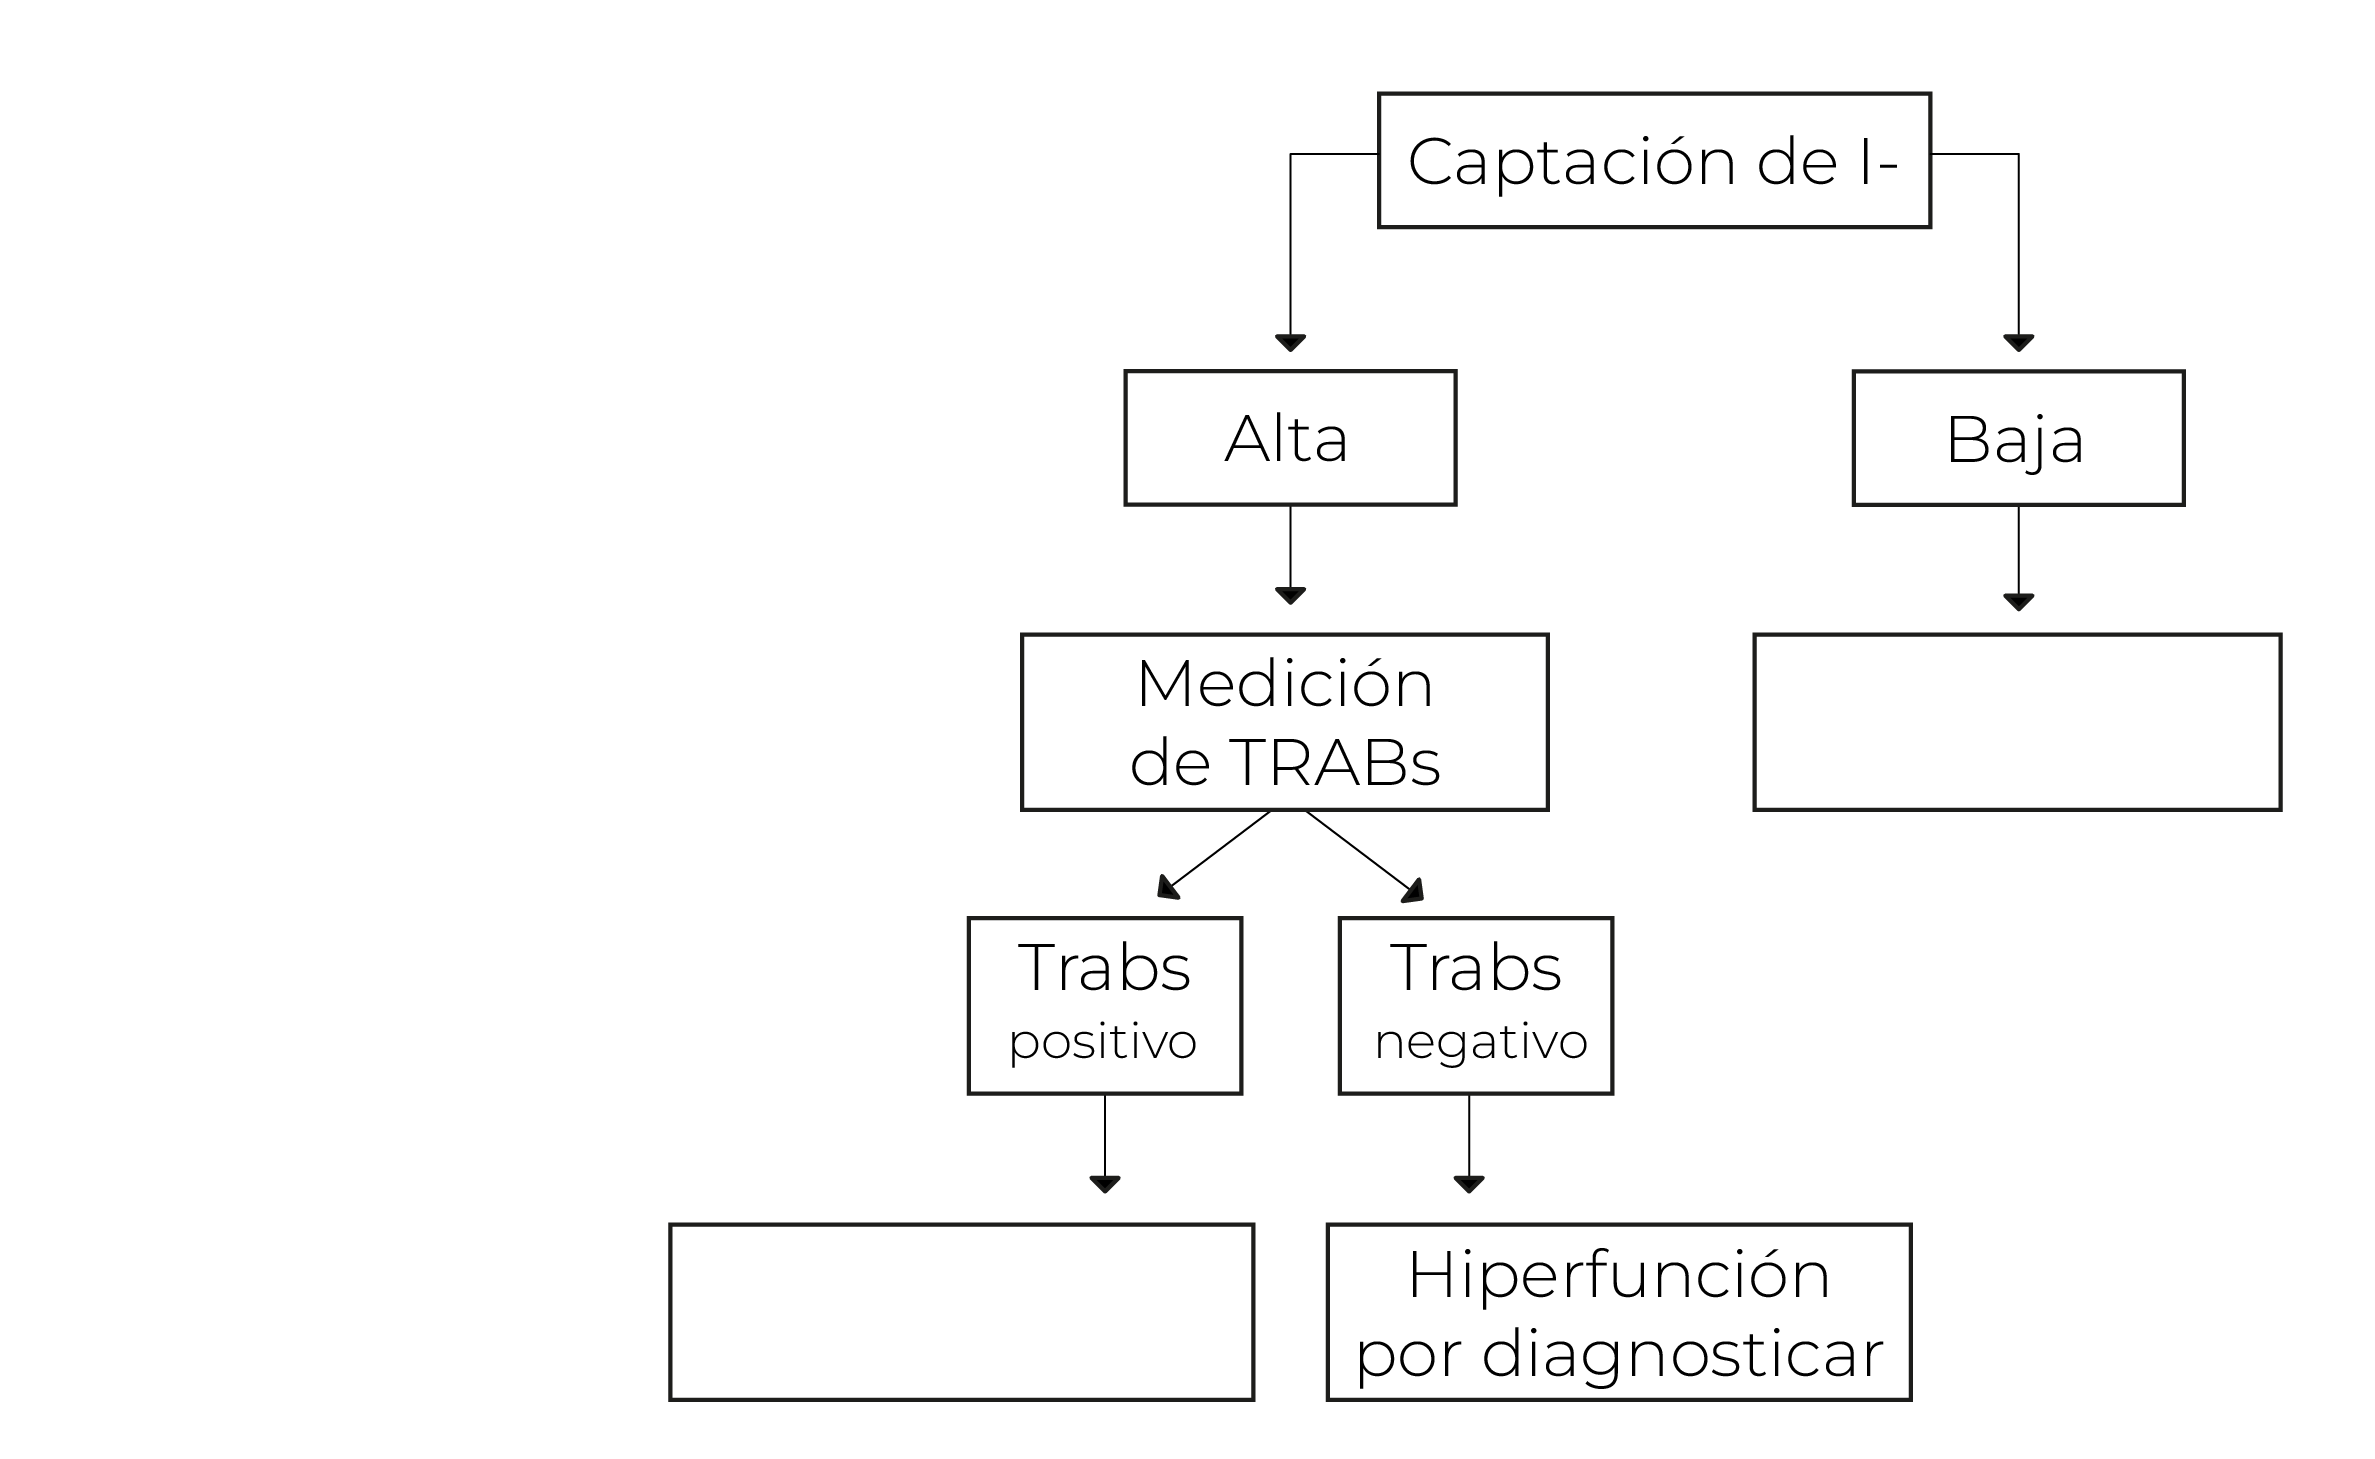 Captación de I-
Alta
Baja
Medición
de TRABs
Trabs
positivo
Trabs
negativo
Hiperfunción
por diagnosticar